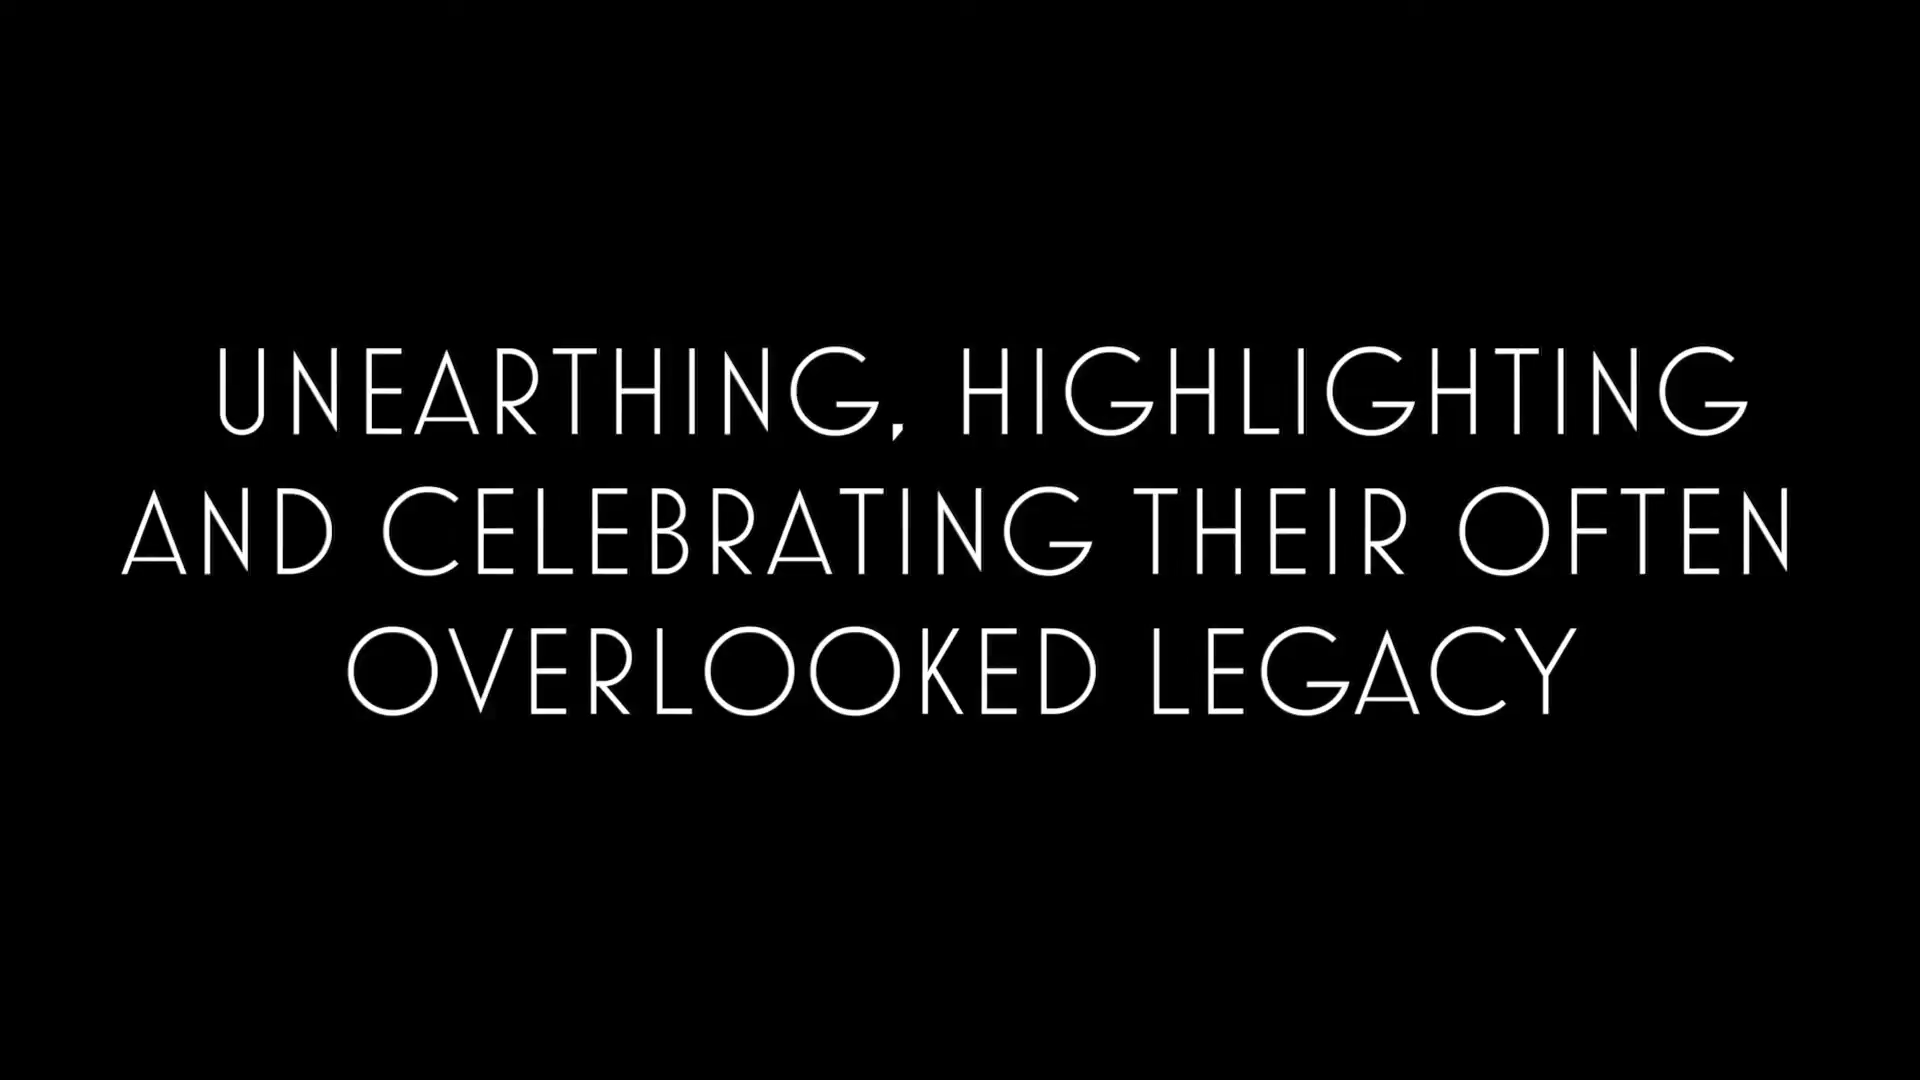 UNEARTHING, HIGHLIGHTING
AND CELEBRATING THEIR OFTEN
OVERLOOKED LEGACY